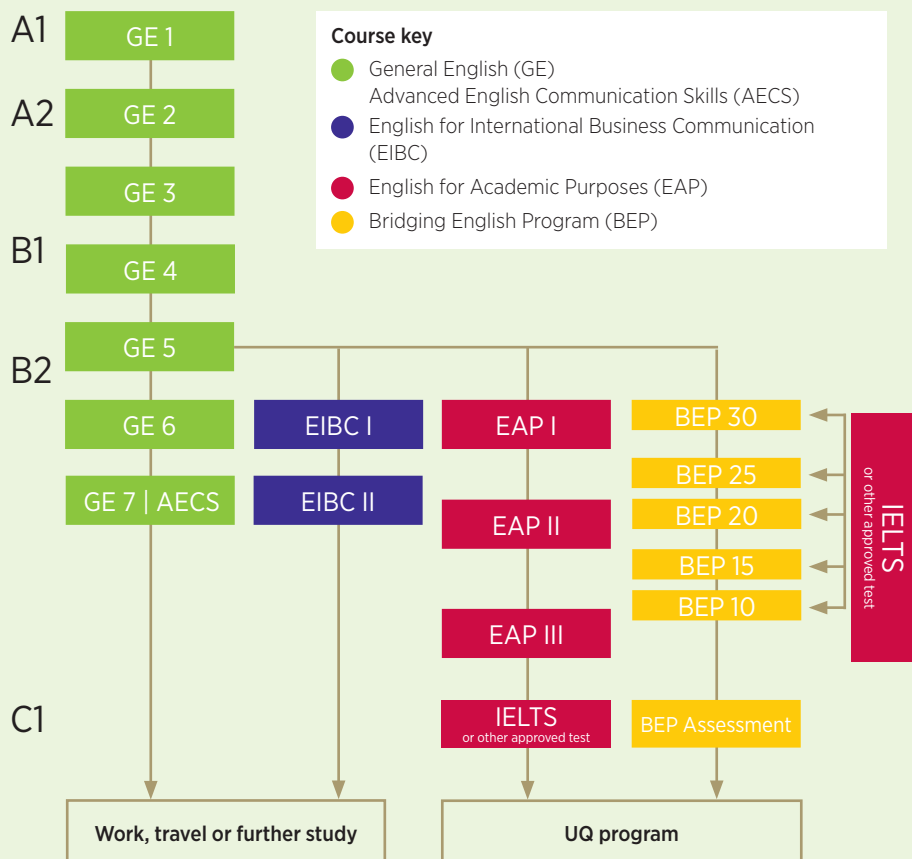 A1
GE 1
A2
GE 2
GE 3
B1
GE 4
GE 5
B2
GE 6
GE 7 | AECS
C1
Course key
General English (GE)
Advanced English Communication Skills (AECS)
English for International Business Communication
(EIBC)
English for Academic Purposes (EAP)
Bridging English Program (BEP)
EIBC I
EIBC II
EAP I
EAP II
EAP III
IELTS
or other approved test
BEP 30
BEP 25
BEP 20
BEP 15
BEP 10
BEP Assessment
IELTS
or other approved test
Work, travel or further study
UQ program